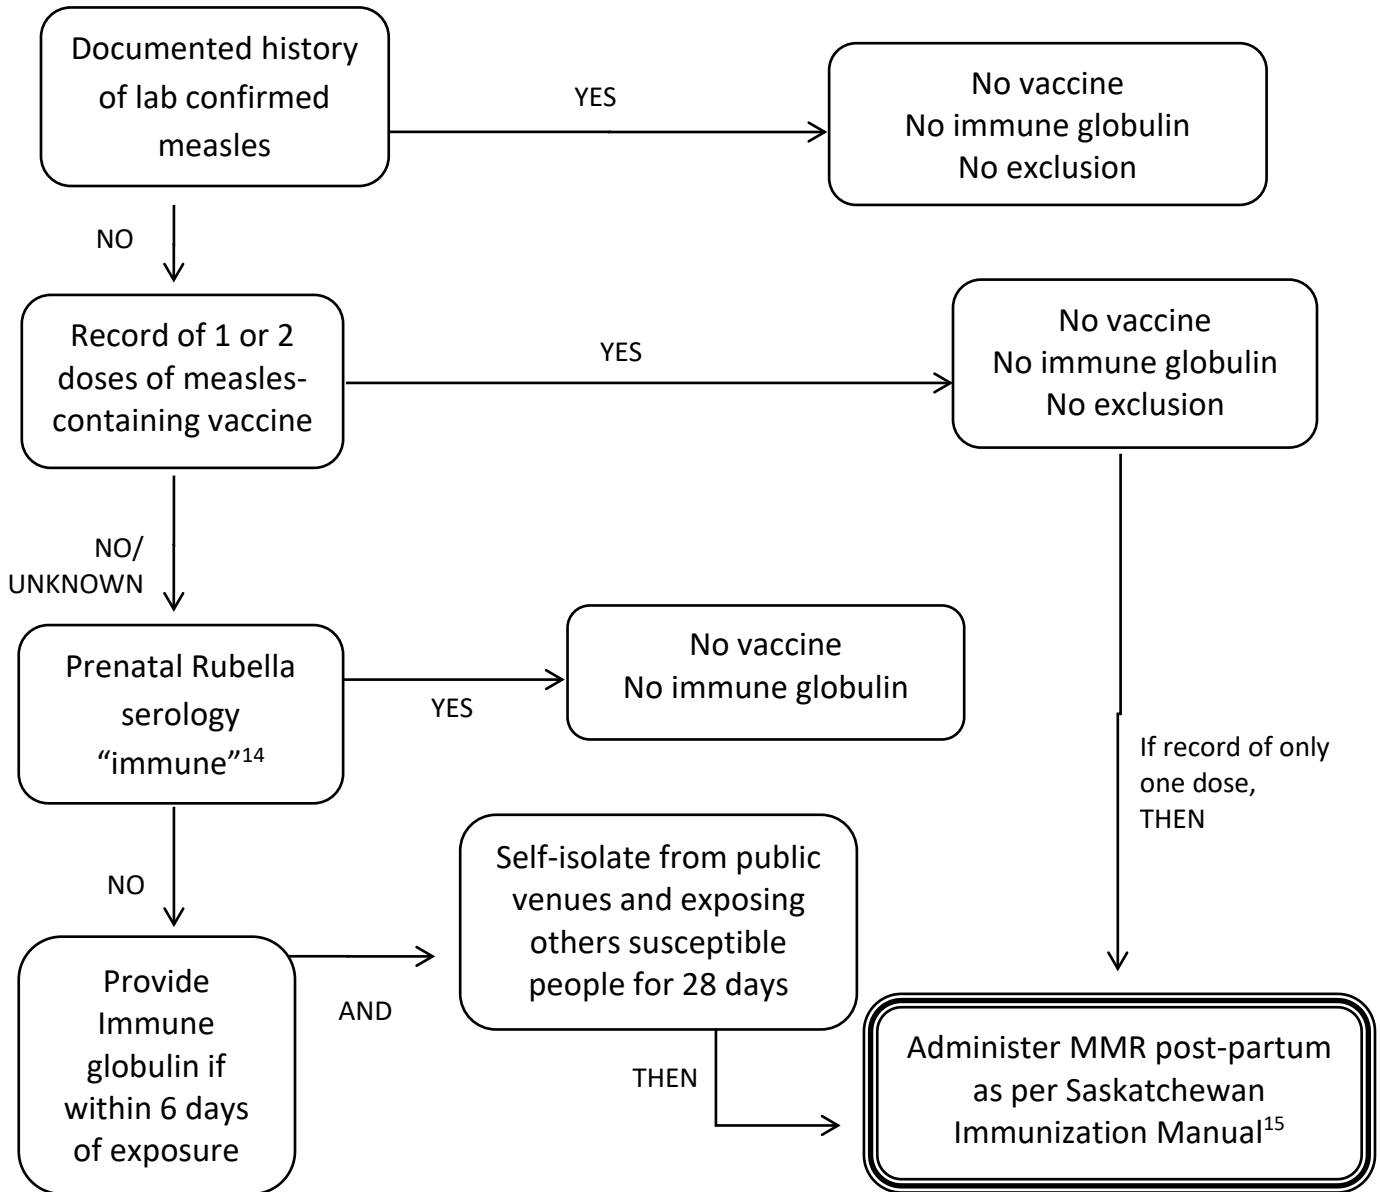 Documented history
of lab confirmed
measles
YES
No vaccine
No immune globulin
No exclusion
NO
Record of 1 or 2
doses of measles-
containing vaccine
YES
No vaccine
No immune globulin
No exclusion
NO/
UNKNOWN
Prenatal Rubella
serology
“immune”14
YES
No vaccine
No immune globulin
If record of only
one dose,
THEN
NO
Provide
Immune
globulin if
within 6 days
of exposure
AND
Self-isolate from public
venues and exposing
others susceptible
people for 28 days
THEN
Administer MMR post-partum
as per Saskatchewan
Immunization Manual15